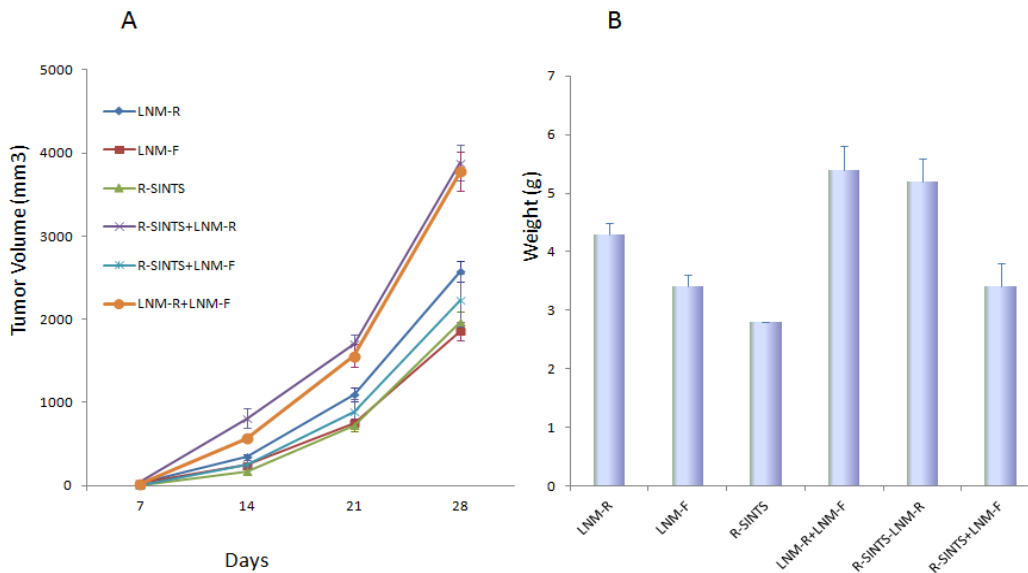 A
B
Tumor Volume (mm3)
5000
4000
3000
2000
1000
0
LNM-R
LNM-F
R-SINTS
R-SINTS+LNM-R
R-SINTS+LNM-F
LNM-R+LNM-F
7
14
21
28
Days
Weight (g)
7
6
5
4
3
2
1
0
LNM-R
LNM-F
R-SINTS
LNM-R+LNM-F
R-SINTS-LNM-R
R-SINTS+LNM-F